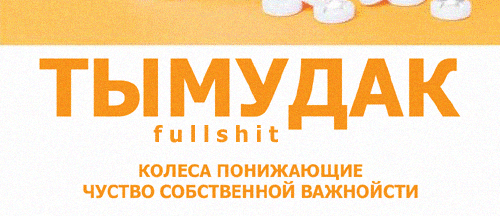 ТЫМУДАК
fullshit
КОЛЕСА ПОНИЖАЮЩИЕ
ЧУСТВО СОБСТВЕННОЙ ВАЖНОЙСТИ